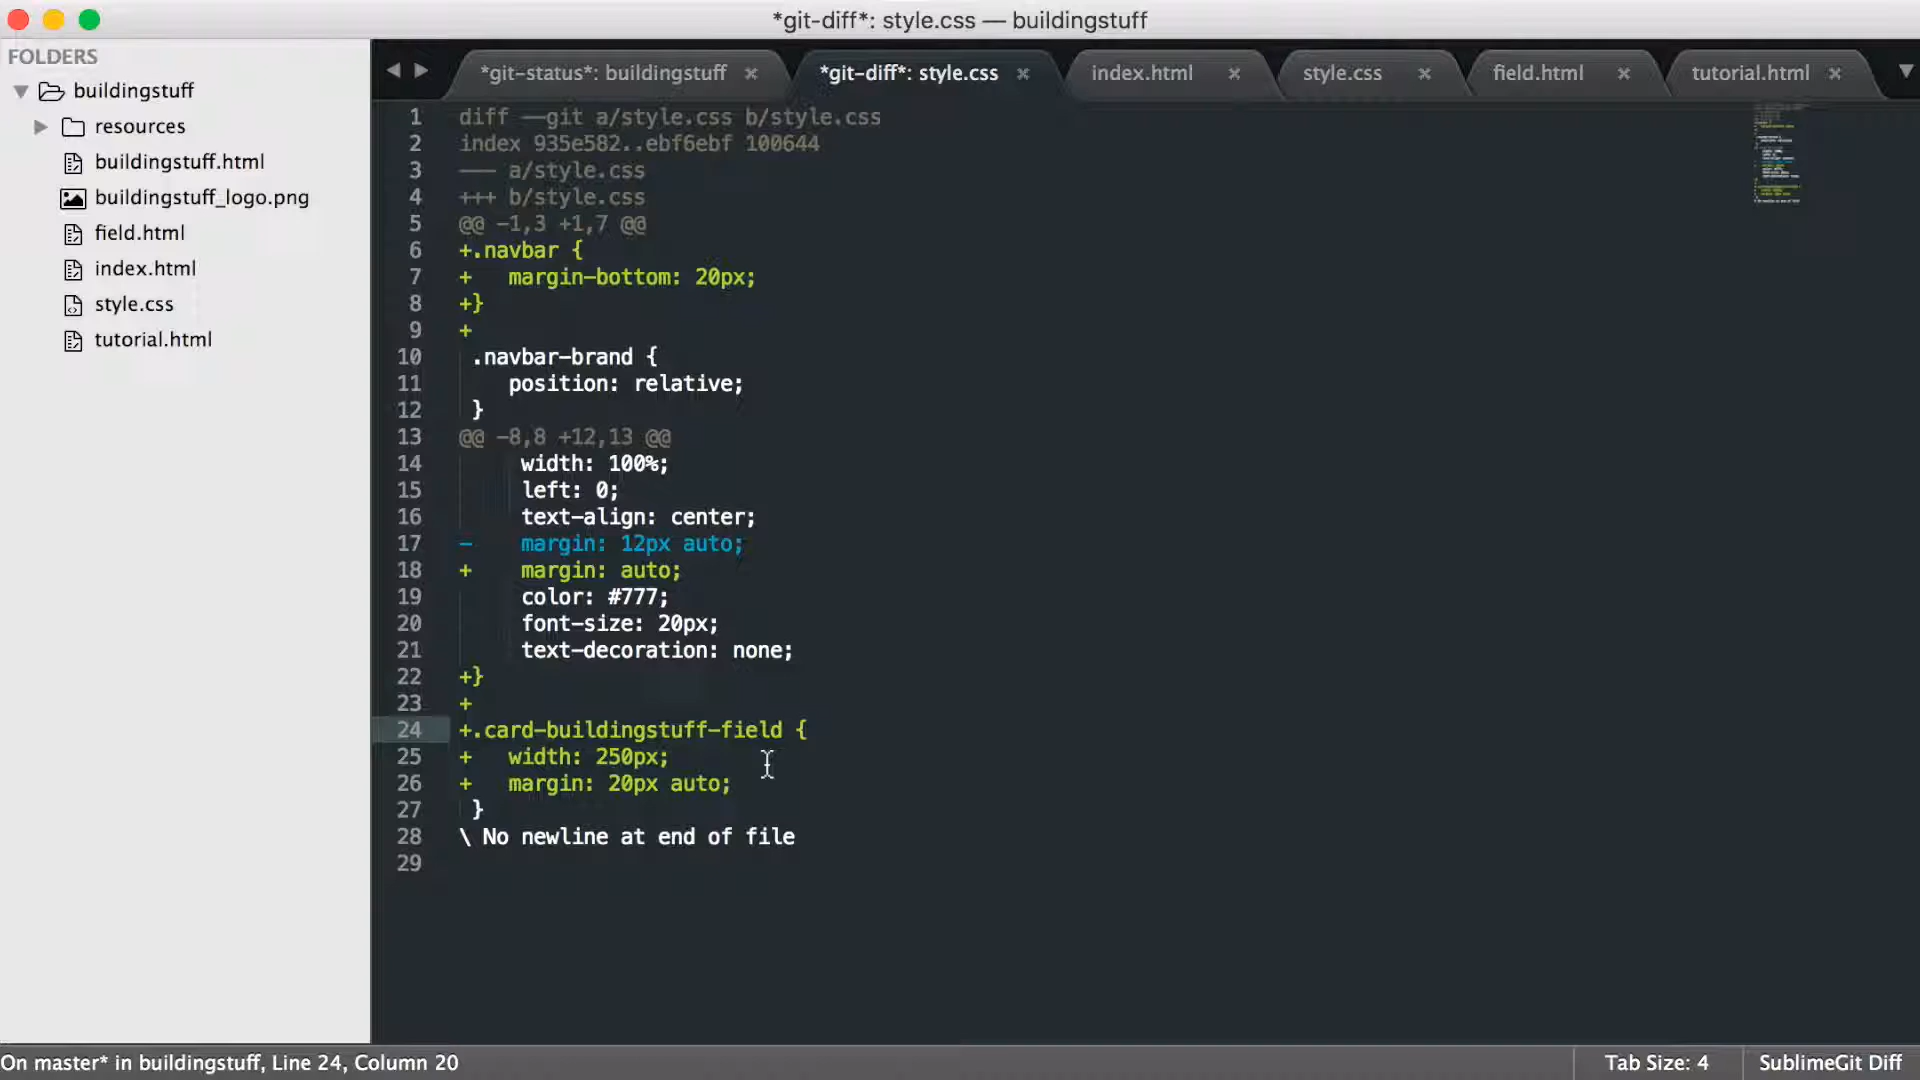 *git-diff*: style.css — buildingstuff
FOLDERS
buildingstuff
resources
buildingstuff.html
buildingstuff_logo.png
field.html
index.html
style.css
tutorial.html
*git-status*: buildingstuff × *git-diff*: style.css × index.html × style.css × field.html × tutorial.html ×
1 diff --git a/style.css b/style.css
2 index 935e582..ebf6ebf 100644
3 --- a/style.css
4 +++ b/style.css
5 @@ -1,3 +1,7 @@
6 +.navbar {
7 +   margin-bottom: 20px;
8 +}
9 +
10  .navbar-brand {
11     position: relative;
12  }
13 @@ -8,8 +12,13 @@
14      width: 100%;
15      left: 0;
16      text-align: center;
17 -    margin: 12px auto;
18 +    margin: auto;
19      color: #777;
20      font-size: 20px;
21      text-decoration: none;
22 +}
23 +
24 +.card-buildingstuff-field {
25 +   width: 250px;
26 +   margin: 20px auto;
27  }
28 \ No newline at end of file
29
On master* in buildingstuff, Line 24, Column 20
Tab Size: 4
SublimeGit Diff